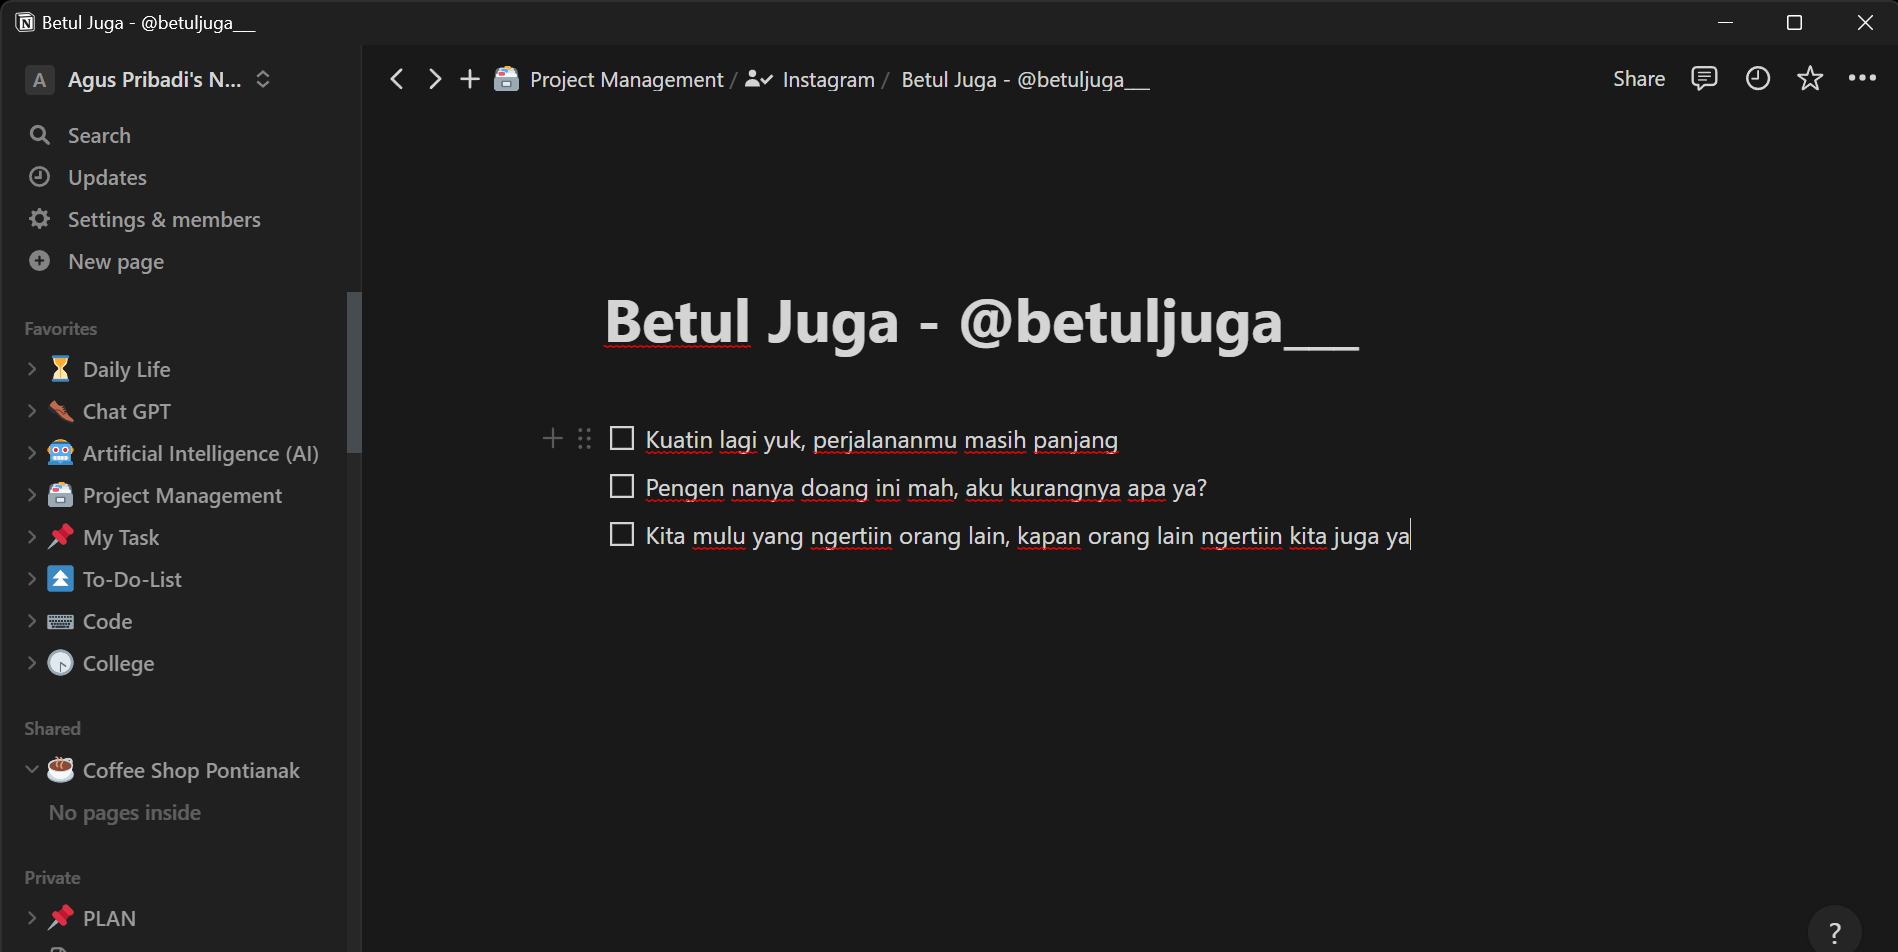 Betul Juga - @betuljuga___
A Agus Pribadi's N...
Search
Updates
Settings & members
New page
Favorites
Daily Life
Chat GPT
Artificial Intelligence (AI)
Project Management
My Task
To-Do-List
Code
College
Shared
Coffee Shop Pontianak
No pages inside
Private
PLAN
Project Management / Instagram / Betul Juga - @betuljuga___
Share
Betul Juga - @betuljuga___
Kuatin lagi yuk, perjalananmu masih panjang
Pengen nanya doang ini mah, aku kurangnya apa ya?
Kita mulu yang ngertiin orang lain, kapan orang lain ngertiin kita juga ya
?